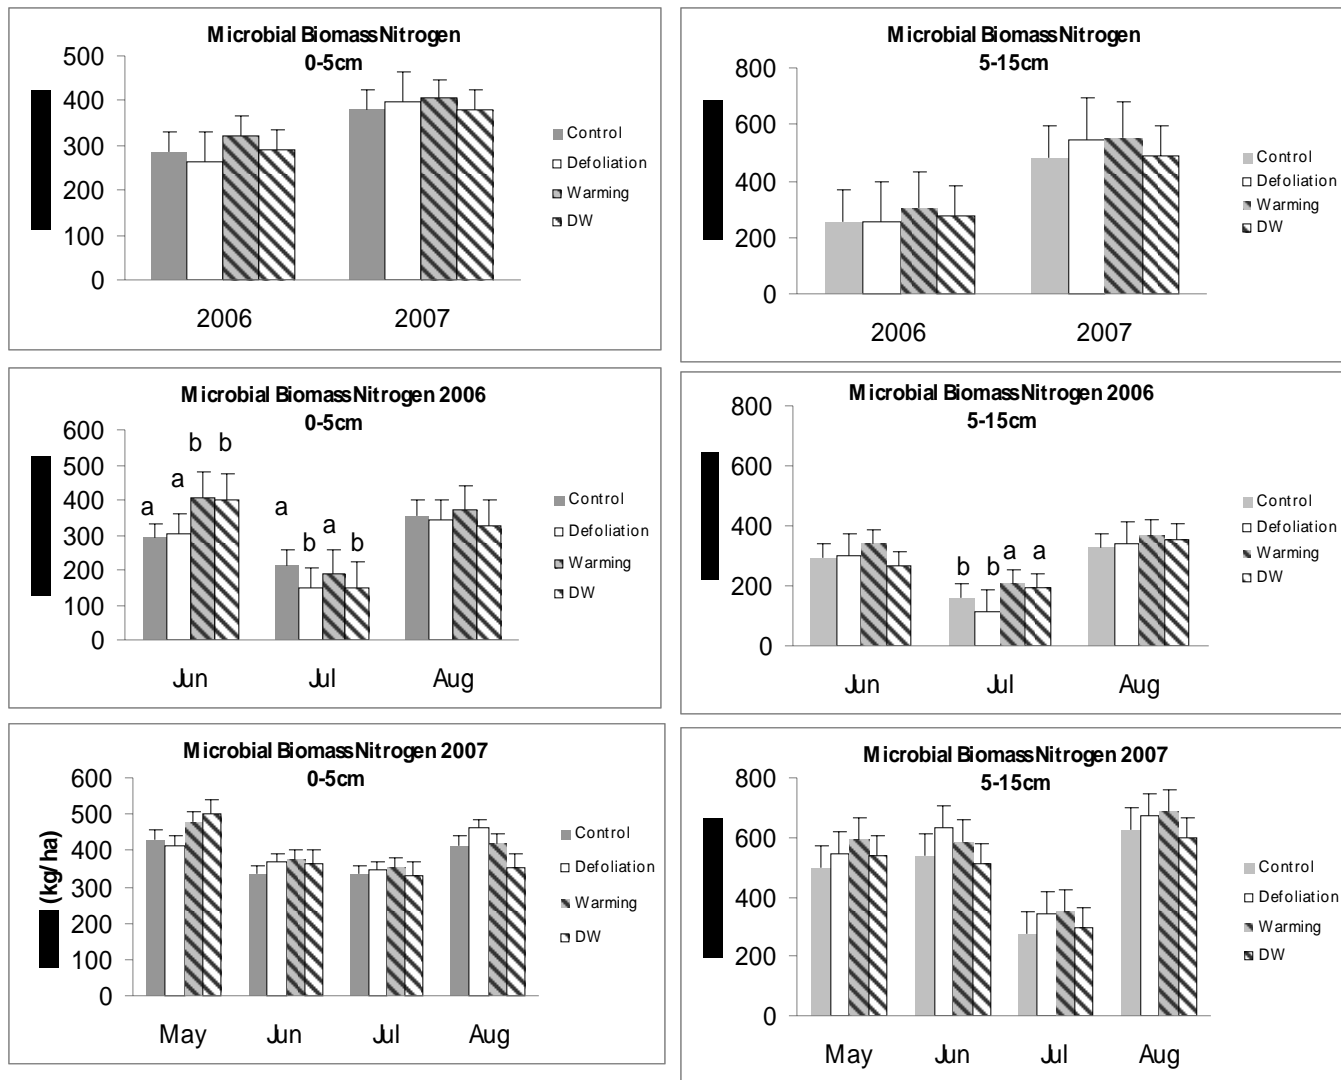 Microbial Biomass Nitrogen
0-5cm
500
400
300
200
100
0
2006
2007
Control
Defoliation
Warming
DW
Microbial Biomass Nitrogen
5-15cm
800
600
400
200
0
2006
2007
Control
Defoliation
Warming
DW
Microbial Biomass Nitrogen 2006
0-5cm
600
500
400
300
200
100
0
a a b b
a b a b
Jun
Jul
Aug
Control
Defoliation
Warming
DW
Microbial Biomass Nitrogen 2006
5-15cm
800
600
400
200
0
b b a a
Jun
Jul
Aug
Control
Defoliation
Warming
DW
Microbial Biomass Nitrogen 2007
0-5cm
(kg/ha)
600
500
400
300
200
100
0
May
Jun
Jul
Aug
Control
Defoliation
Warming
DW
Microbial Biomass Nitrogen 2007
5-15cm
800
600
400
200
0
May
Jun
Jul
Aug
Control
Defoliation
Warming
DW